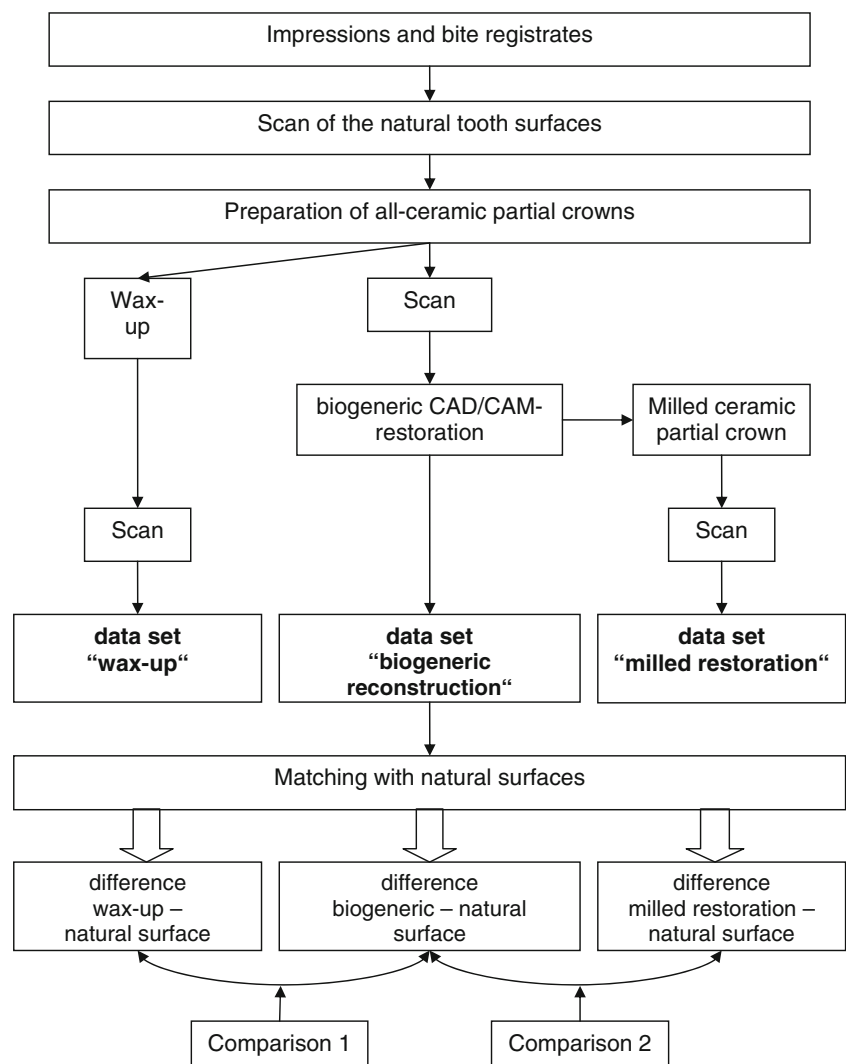 Impressions and bite registrates
Scan of the natural tooth surfaces
Preparation of all-ceramic partial crowns
Wax-
up
Scan
biogeneric CAD/CAM-
restoration
Milled ceramic
partial crown
Scan
Scan
data set
“wax-up“
data set
“biogeneric
reconstruction“
data set
“milled restoration“
Matching with natural surfaces
difference
wax-up –
natural surface
difference
biogeneric – natural
surface
difference
milled restoration –
natural surface
Comparison 1
Comparison 2